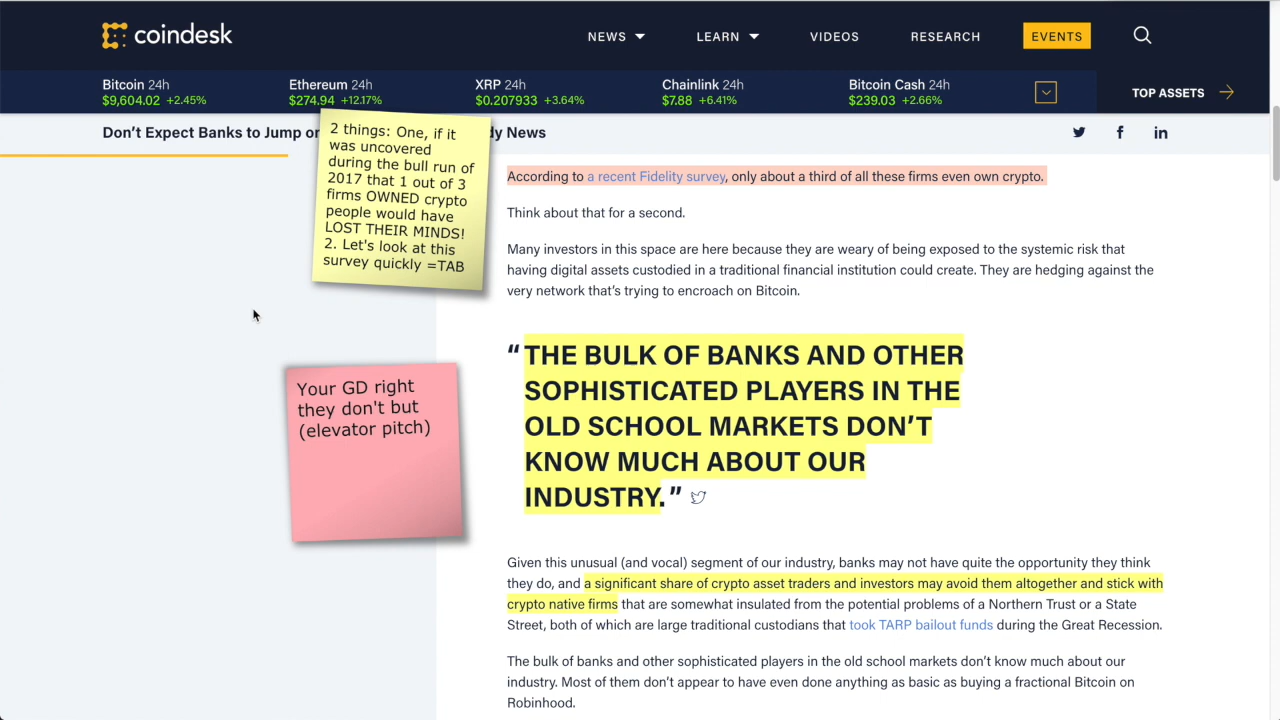 coindesk
NEWS LEARN VIDEOS RESEARCH EVENTS
Bitcoin 24h
$9,604.02 +2.45%
Ethereum 24h
$274.94 +12.17%
XRP 24h
$0.207933 +3.64%
Chainlink 24h
$7.88 +6.41%
Bitcoin Cash 24h
$239.03 +2.66%
TOP ASSETS
Don't Expect Banks to Jump on dy News
2 things: One, if it
was uncovered
during the bull run of
2017 that 1 out of 3
firms OWNED crypto
people would have
LOST THEIR MINDS!
2. Let's look at this
survey quickly =TAB
According to a recent Fidelity survey, only about a third of all these firms even own crypto.
Think about that for a second.
Many investors in this space are here because they are weary of being exposed to the systemic risk that
having digital assets custodied in a traditional financial institution could create. They are hedging against the
very network that's trying to encroach on Bitcoin.
Your GD right
they don't but
(elevator pitch)
“THE BULK OF BANKS AND OTHER
SOPHISTICATED PLAYERS IN THE
OLD SCHOOL MARKETS DON'T
KNOW MUCH ABOUT OUR
INDUSTRY.”
Given this unusual (and vocal) segment of our industry, banks may not have quite the opportunity they think
they do, and a significant share of crypto asset traders and investors may avoid them altogether and stick with
crypto native firms that are somewhat insulated from the potential problems of a Northern Trust or a State
Street, both of which are large traditional custodians that took TARP bailout funds during the Great Recession.
The bulk of banks and other sophisticated players in the old school markets don't know much about our
industry. Most of them don't appear to have even done anything as basic as buying a fractional Bitcoin on
Robinhood.